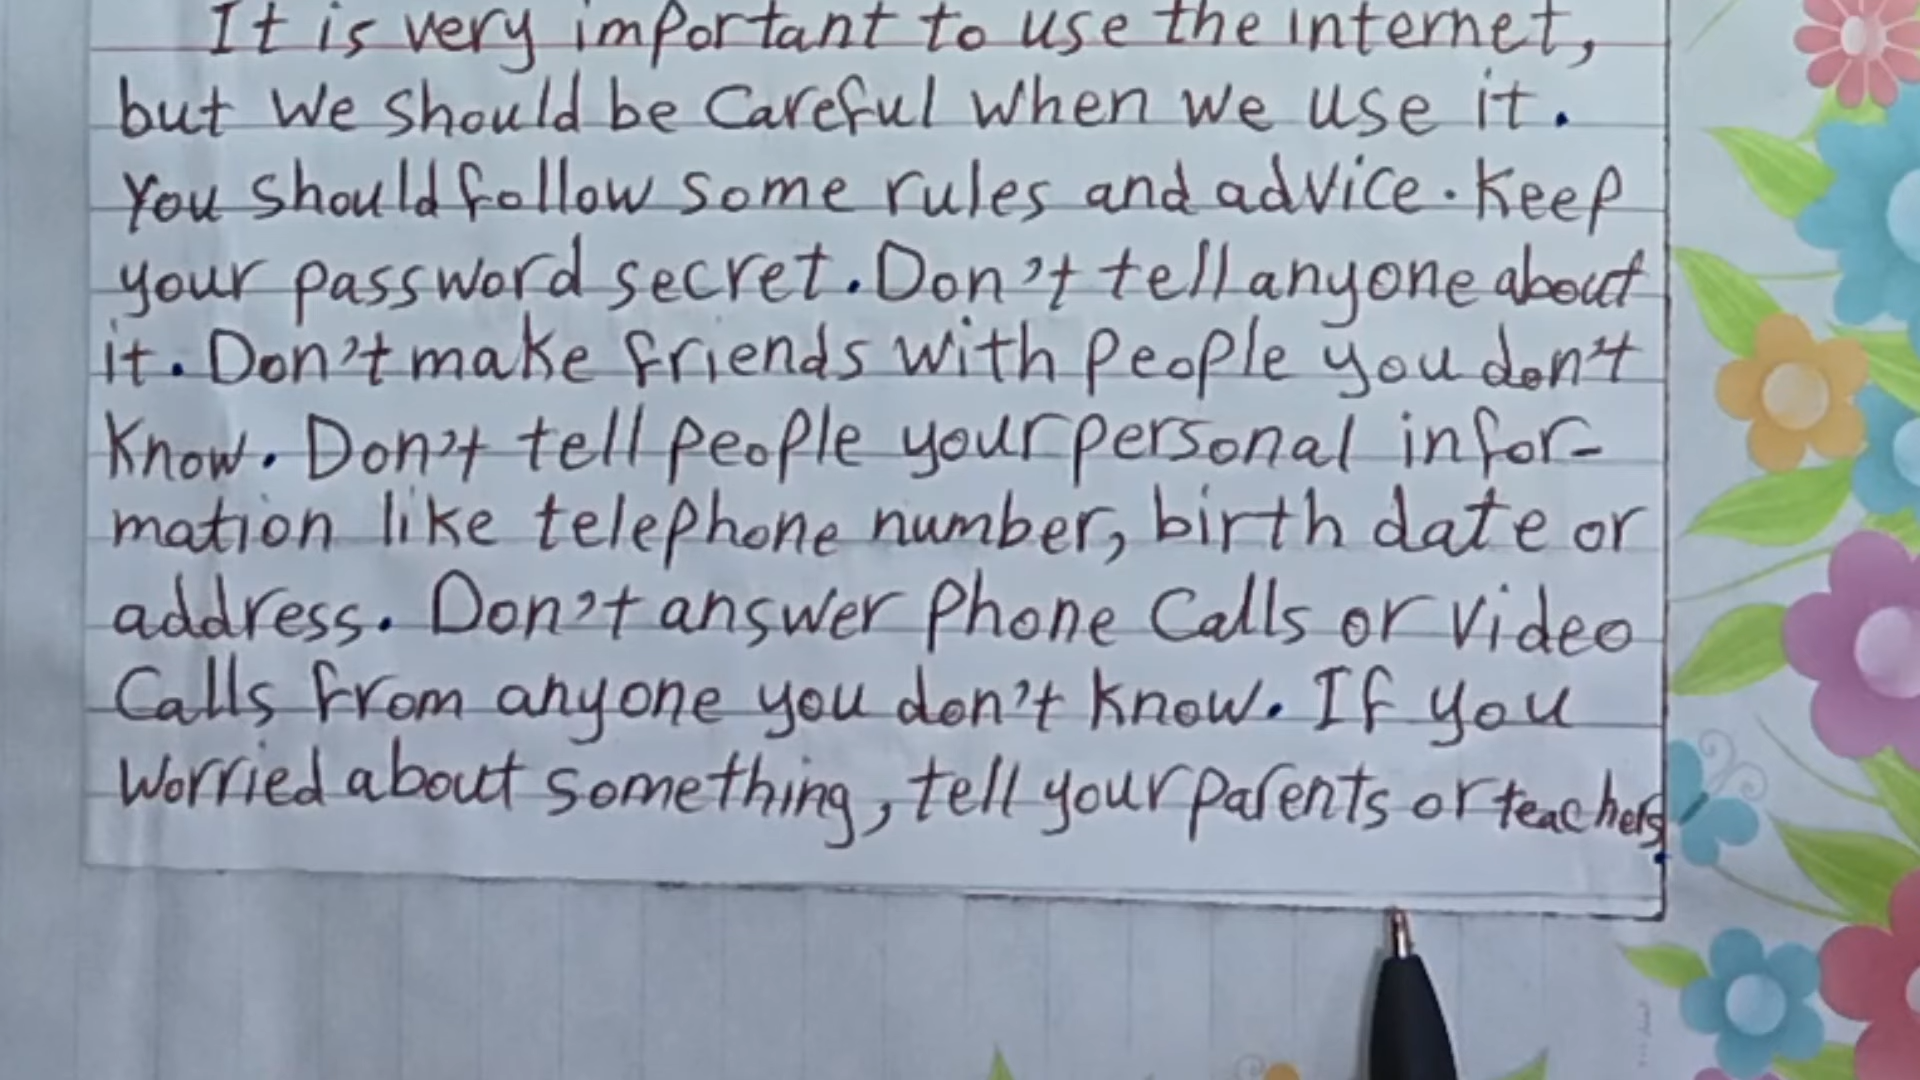 It is very important to use the internet,
but we should be careful when we use it.
You should follow some rules and advice. Keep
your password secret. Don't tell anyone about
it. Don't make friends with people you don't
know. Don't tell people your personal infor-
mation like telephone number, birth date or
address. Don't answer phone calls or video
calls from anyone you don't know. If you
worried about something, tell your parents or teachers.